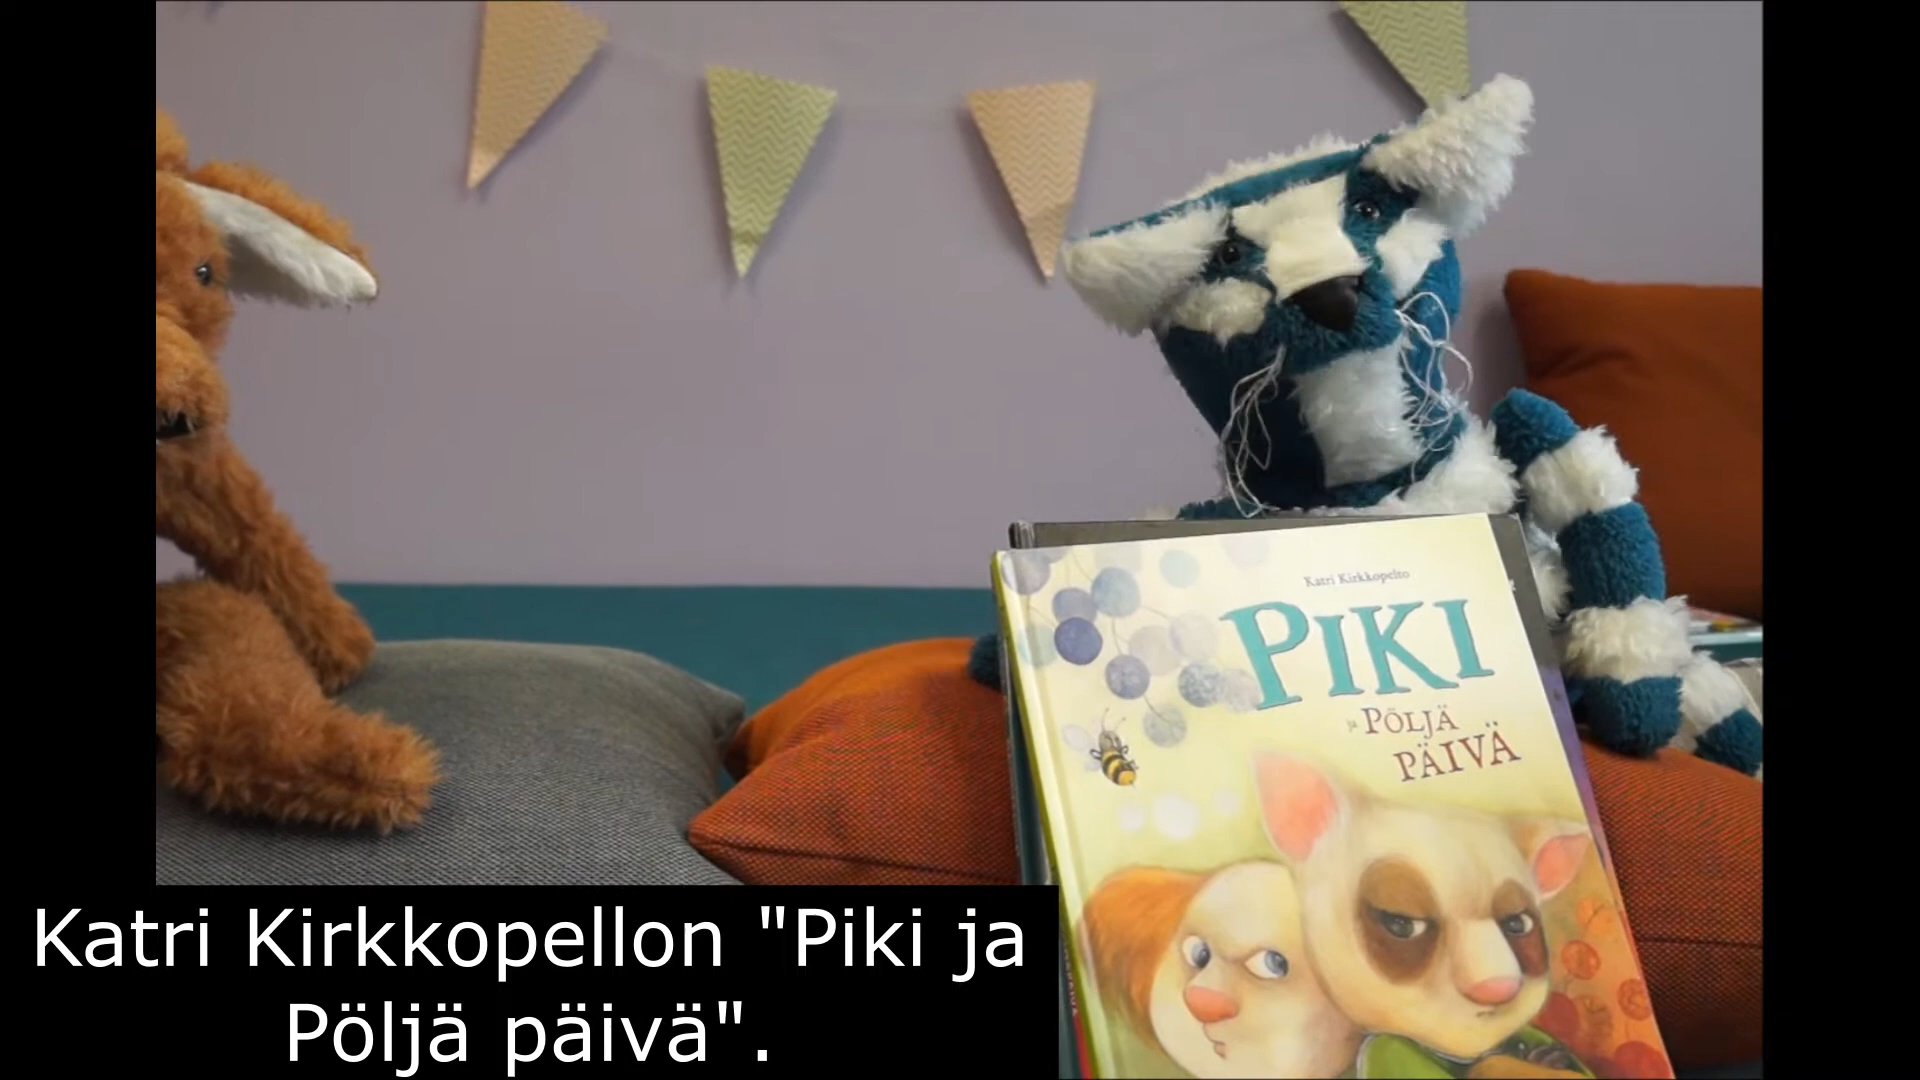 Katri Kirkkopelto
PIKI
ja PÖLJÄ
PÄIVÄ
Katri Kirkkopellon "Piki ja
Pöljä päivä".